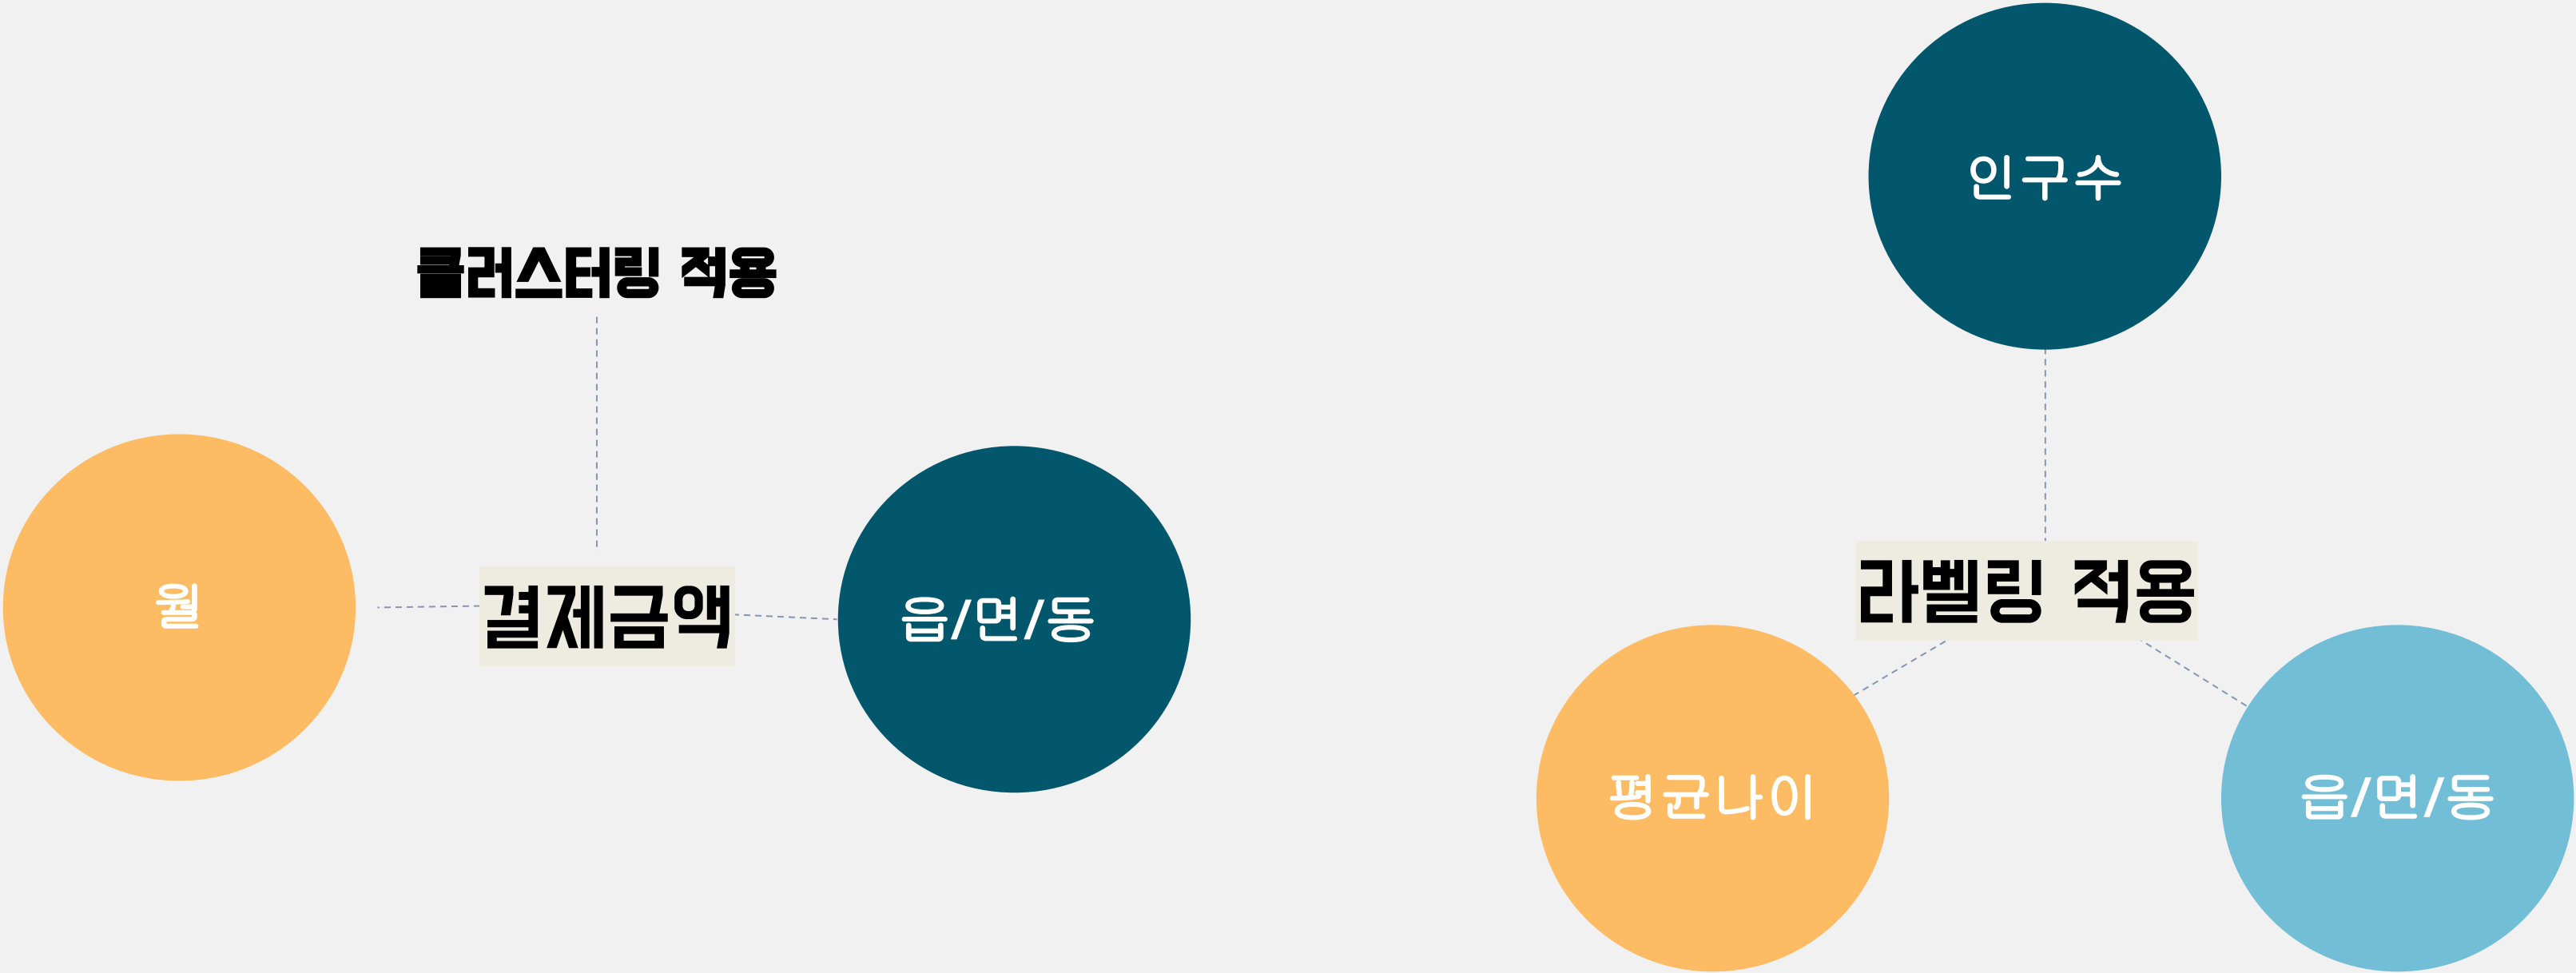 클러스터링 적용
월
결제금액
읍/면/동
인구수
라벨링 적용
평균나이
읍/면/동